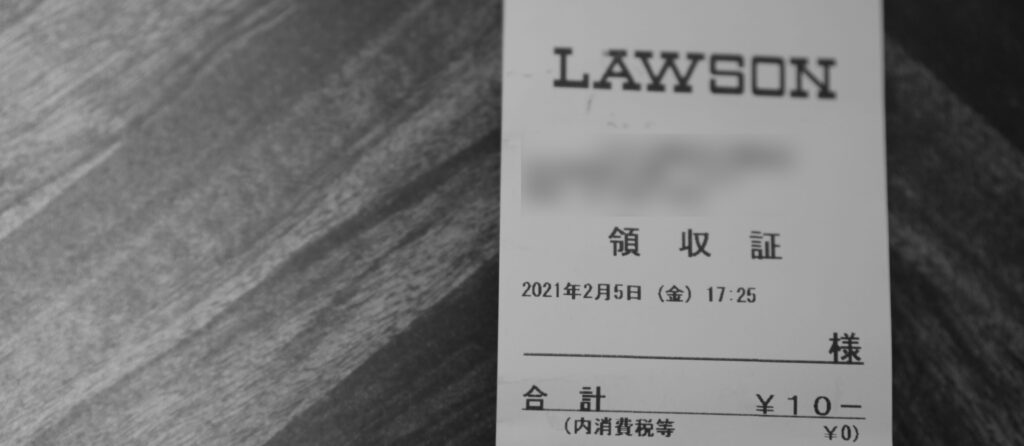 LAWSON
領 収 証
2021年2月5日（金）17:25
様
合 計 ￥10－
（内消費税等 ￥0）